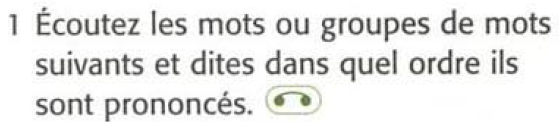 1 Écoutez les mots ou groupes de mots
suivants et dites dans quel ordre ils
sont prononcés.